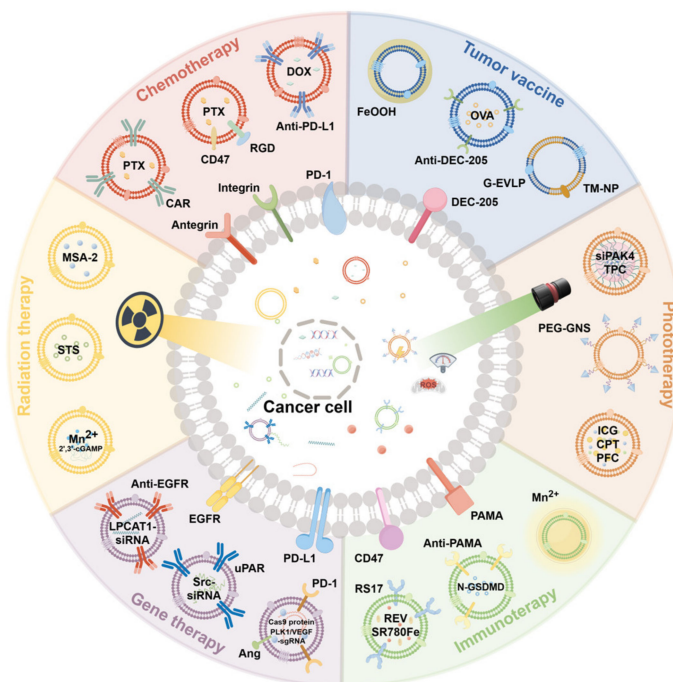 Chemotherapy
DOX
Anti-PD-L1
PTX
CD47
RGD
PTX
CAR
Integrin
Antegrin
PD-1
Tumor vaccine
FeOOH
OVA
Anti-DEC-205
G-EVLP
TM-NP
DEC-205
Radiation therapy
MSA-2
STS
Mn2+
2',3'-cGAMP
Phototherapy
siPAK4
TPC
PEG-GNS
ICG
CPT
PFC
ROS
Cancer cell
Gene therapy
Anti-EGFR
LPCAT1-
siRNA
EGFR
uPAR
Src-
siRNA
PD-L1
PD-1
Cas9 protein
PLK1/VEGF
-sgRNA
Ang
Immunoterapy
CD47
PAMA
Mn2+
Anti-PAMA
N-GSDMD
RS17
REV
SR780Fe